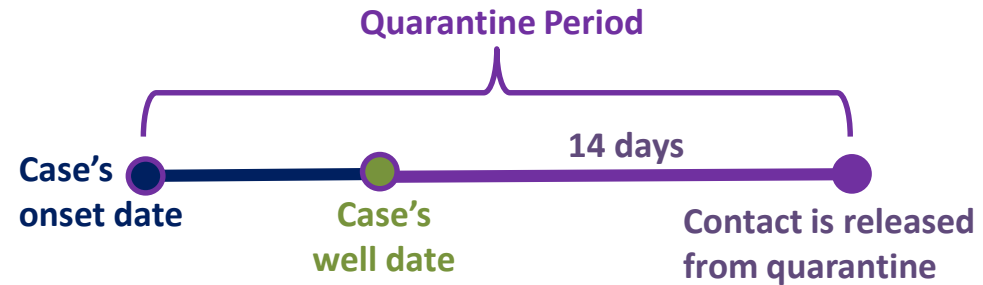 Quarantine Period
14 days
Case’s
onset date
Case’s
well date
Contact is released
from quarantine